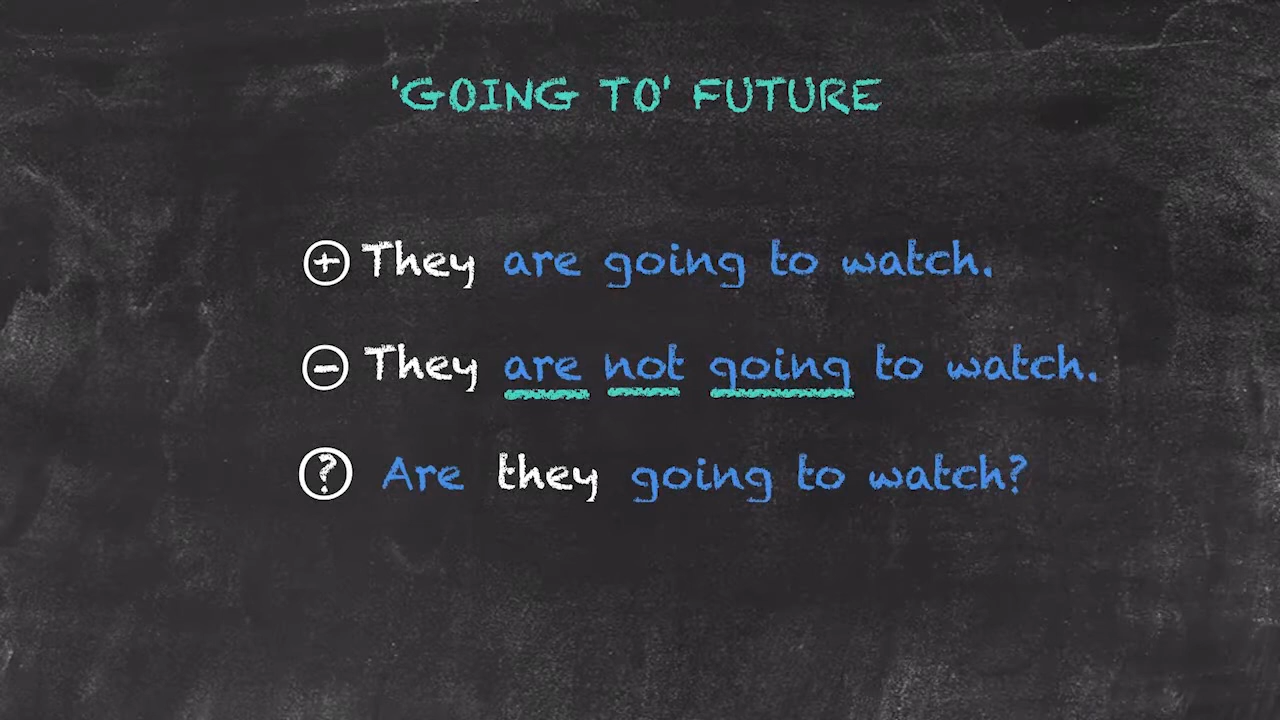 'GOING TO' FUTURE
+ They are going to watch.
- They are not going to watch.
? Are they going to watch?